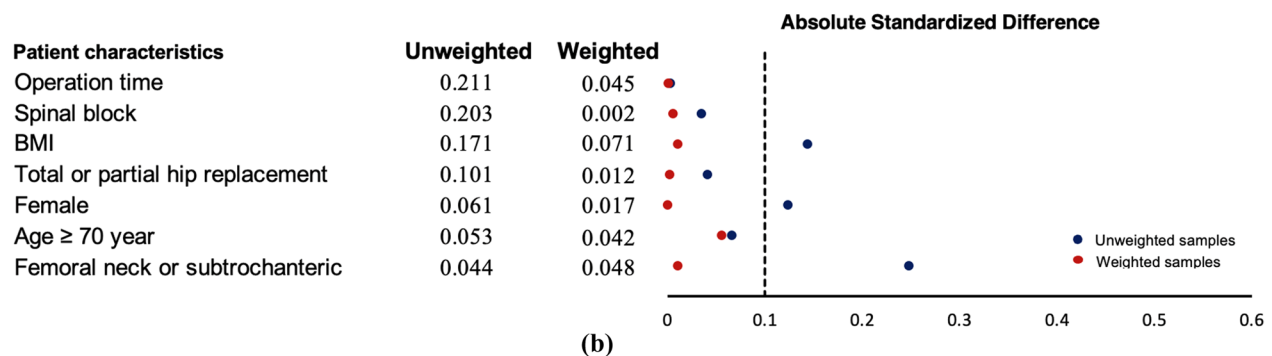 Absolute Standardized Difference
Patient characteristics Unweighted Weighted
Operation time 0.211 0.045
Spinal block 0.203 0.002
BMI 0.171 0.071
Total or partial hip replacement 0.101 0.012
Female 0.061 0.017
Age ≥ 70 year 0.053 0.042
Unweighted samples
Femoral neck or subtrochanteric 0.044 0.048
Weighted samples
0 0.1 0.2 0.3 0.4 0.5 0.6
(b)